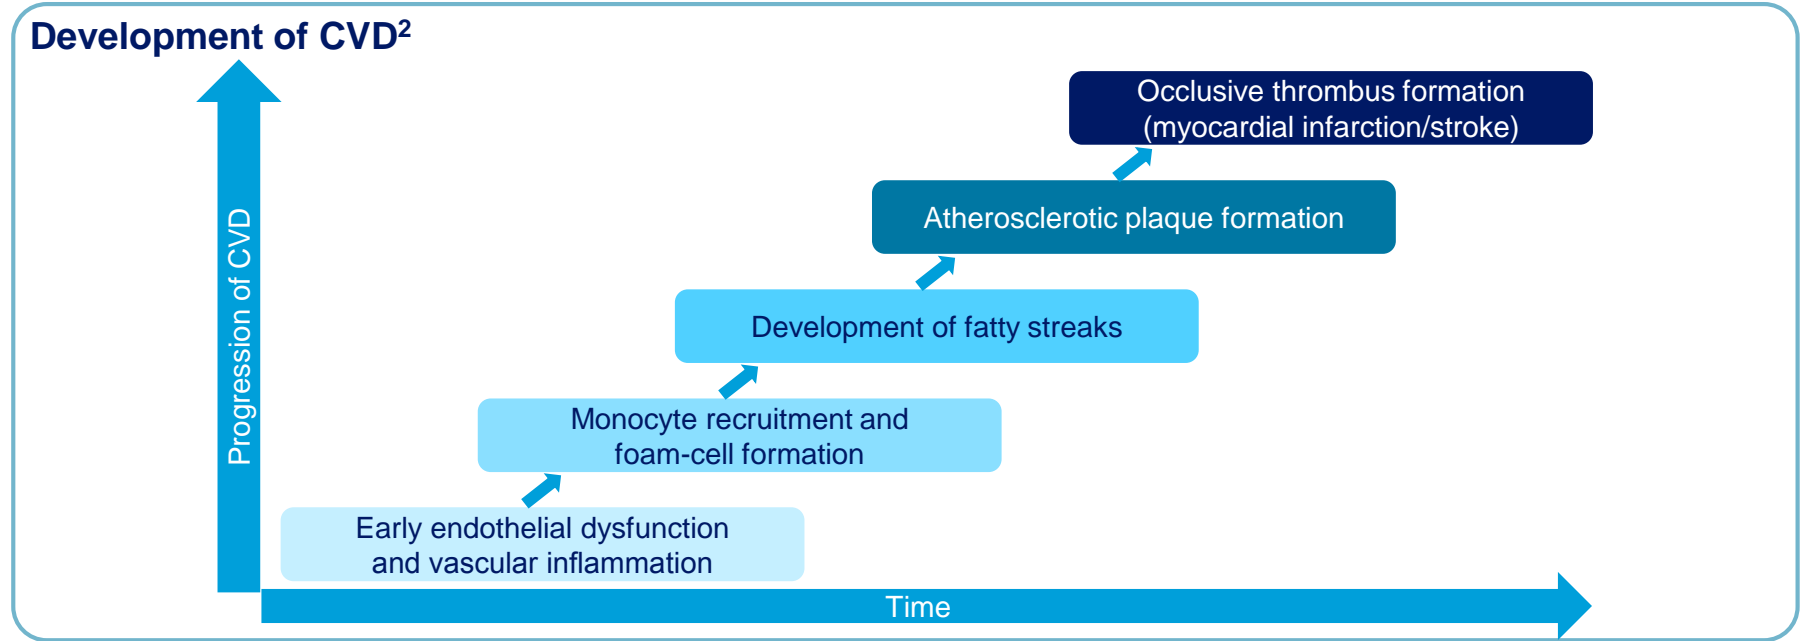 Development of CVD²
Occlusive thrombus formation
(myocardial infarction/stroke)
Atherosclerotic plaque formation
Development of fatty streaks
Monocyte recruitment and
foam-cell formation
Early endothelial dysfunction
and vascular inflammation
Progression of CVD
Time